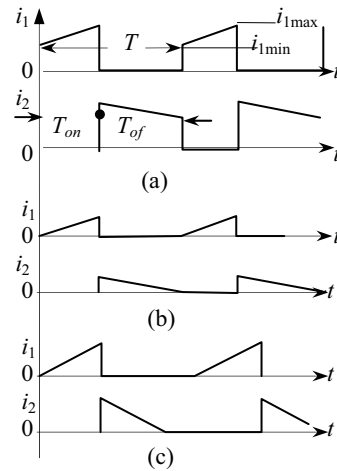 i₁ T i₁max
i₁min
0 t
i₂
Ton Tof
0 t
(a)
i₁
0 t
i₂
0 t
(b)
i₁
0 t
i₂
0 t
(c)